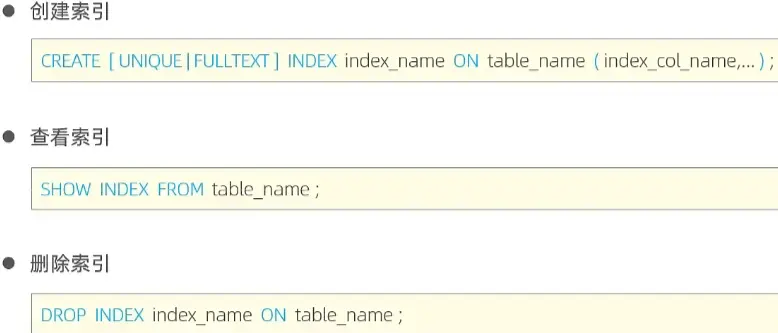 ● 创建索引
CREATE [ UNIQUE | FULLTEXT ] INDEX index_name ON table_name ( index_col_name,... ) ;
● 查看索引
SHOW INDEX FROM table_name ;
● 删除索引
DROP INDEX index_name ON table_name ;